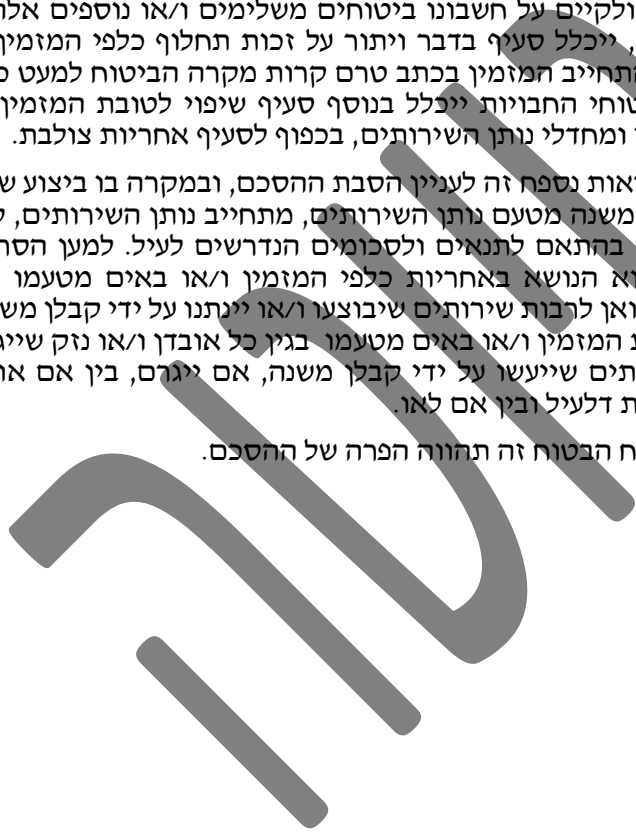 ולקיים על חשבונו ביטוחים משלימים ו/או נוספים אלו
, ייכלל סעיף בדבר ויתור על זכות תחלוף כלפי המזמין
התחייב המזמין בכתב טרם קרות מקרה הביטוח למעט כ
טוחי החבויות ייכלל בנוסף סעיף שיפוי לטובת המזמין
ומחדלי נותן השירותים, בכפוף לסעיף אחריות צולבת.
ראות נספח זה לעניין הסבת ההסכם, ובמקרה בו ביצוע ש
משנה מטעם נותן השירותים, מתחייב נותן השירותים,
בהתאם לתנאים ולסכומים הנדרשים לעיל. למען הסר
וא הנושא באחריות כלפי המזמין ו/או באים מטעמו
ואן לרבות שירותים שיבוצעו ו/או יינתנו על ידי קבלן מש
ת המזמין ו/או באים מטעמו בגין כל אובדן ו/או נזק שייג
תים שייעשו על ידי קבלן משנה, אם ייגרם, בין אם או
ת דלעיל ובין אם לאו.
ח הבטוח זה תהווה הפרה של ההסכם.